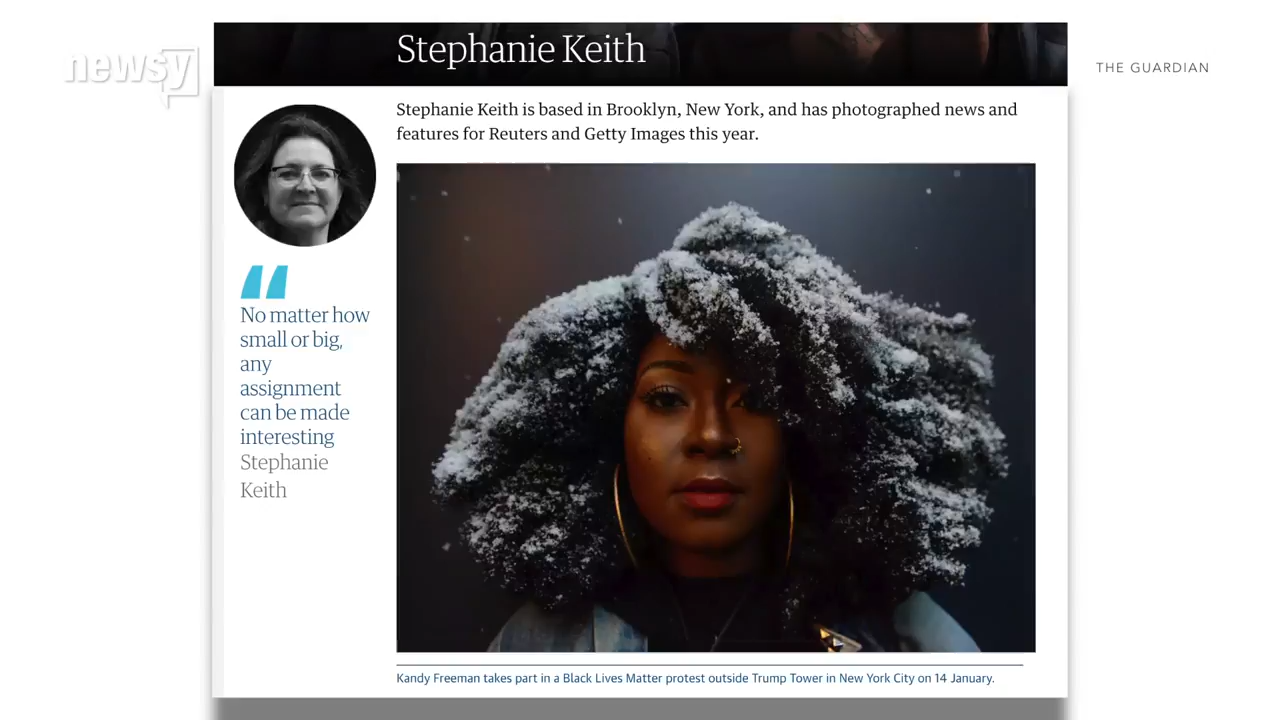 newsy
THE GUARDIAN
Stephanie Keith
Stephanie Keith is based in Brooklyn, New York, and has photographed news and
features for Reuters and Getty Images this year.
“
No matter how
small or big,
any
assignment
can be made
interesting
Stephanie
Keith
Kandy Freeman takes part in a Black Lives Matter protest outside Trump Tower in New York City on 14 January.